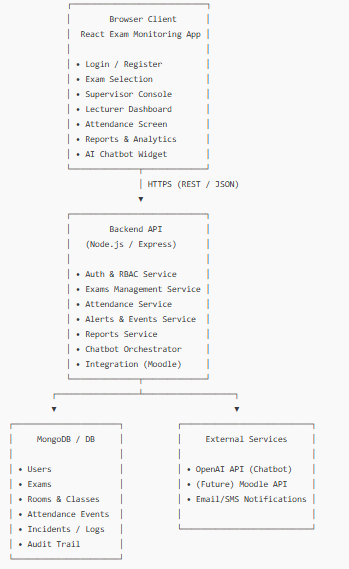 Browser Client
React Exam Monitoring App
• Login / Register
• Exam Selection
• Supervisor Console
• Lecturer Dashboard
• Attendance Screen
• Reports & Analytics
• AI Chatbot Widget
HTTPS (REST / JSON)
Backend API
(Node.js / Express)
• Auth & RBAC Service
• Exams Management Service
• Attendance Service
• Alerts & Events Service
• Reports Service
• Chatbot Orchestrator
• Integration (Moodle)
MongoDB / DB
• Users
• Exams
• Rooms & Classes
• Attendance Events
• Incidents / Logs
• Audit Trail
External Services
• OpenAI API (Chatbot)
• (Future) Moodle API
• Email/SMS Notifications